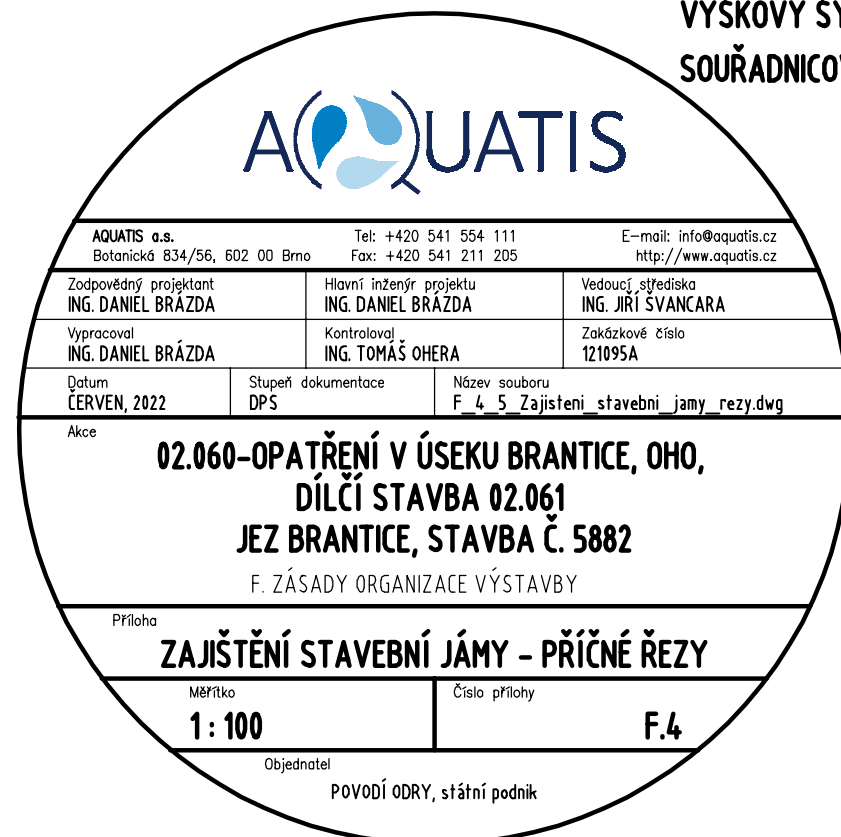 VÝŠKOVÝ SY
SOUŘADNICOV
AQUATIS
AQUATIS a.s.
Botanická 834/56, 602 00 Brno
Tel: +420 541 554 111
Fax: +420 541 211 205
E-mail: info@aquatis.cz
http://www.aquatis.cz
Zodpovědný projektant
ING. DANIEL BRÁZDA
Hlavní inženýr projektu
ING. DANIEL BRÁZDA
Vedoucí střediska
ING. JIŘÍ ŠVANCARA
Vypracoval
ING. DANIEL BRÁZDA
Kontroloval
ING. TOMÁŠ OHERA
Zakázkové číslo
121095A
Datum
ČERVEN, 2022
Stupeň dokumentace
DPS
Název souboru
F_4_5_Zajisteni_stavebni_jamy_rezy.dwg
Akce
02.060-OPATŘENÍ V ÚSEKU BRANTICE, OHO,
DÍLČÍ STAVBA 02.061
JEZ BRANTICE, STAVBA Č. 5882
F. ZÁSADY ORGANIZACE VÝSTAVBY
Příloha
ZAJIŠTĚNÍ STAVEBNÍ JÁMY - PŘÍČNÉ ŘEZY
Měřítko
1 : 100
Číslo přílohy
F.4
Objednatel
POVODÍ ODRY, státní podnik